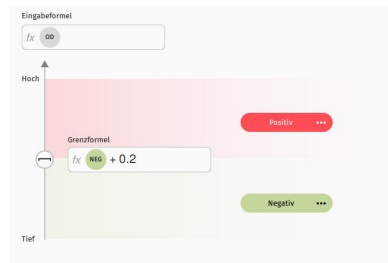 Eingabeformel
fx OD
Hoch
Positiv •••
Grenzformel
fx NEG + 0.2
Negativ •••
Tief